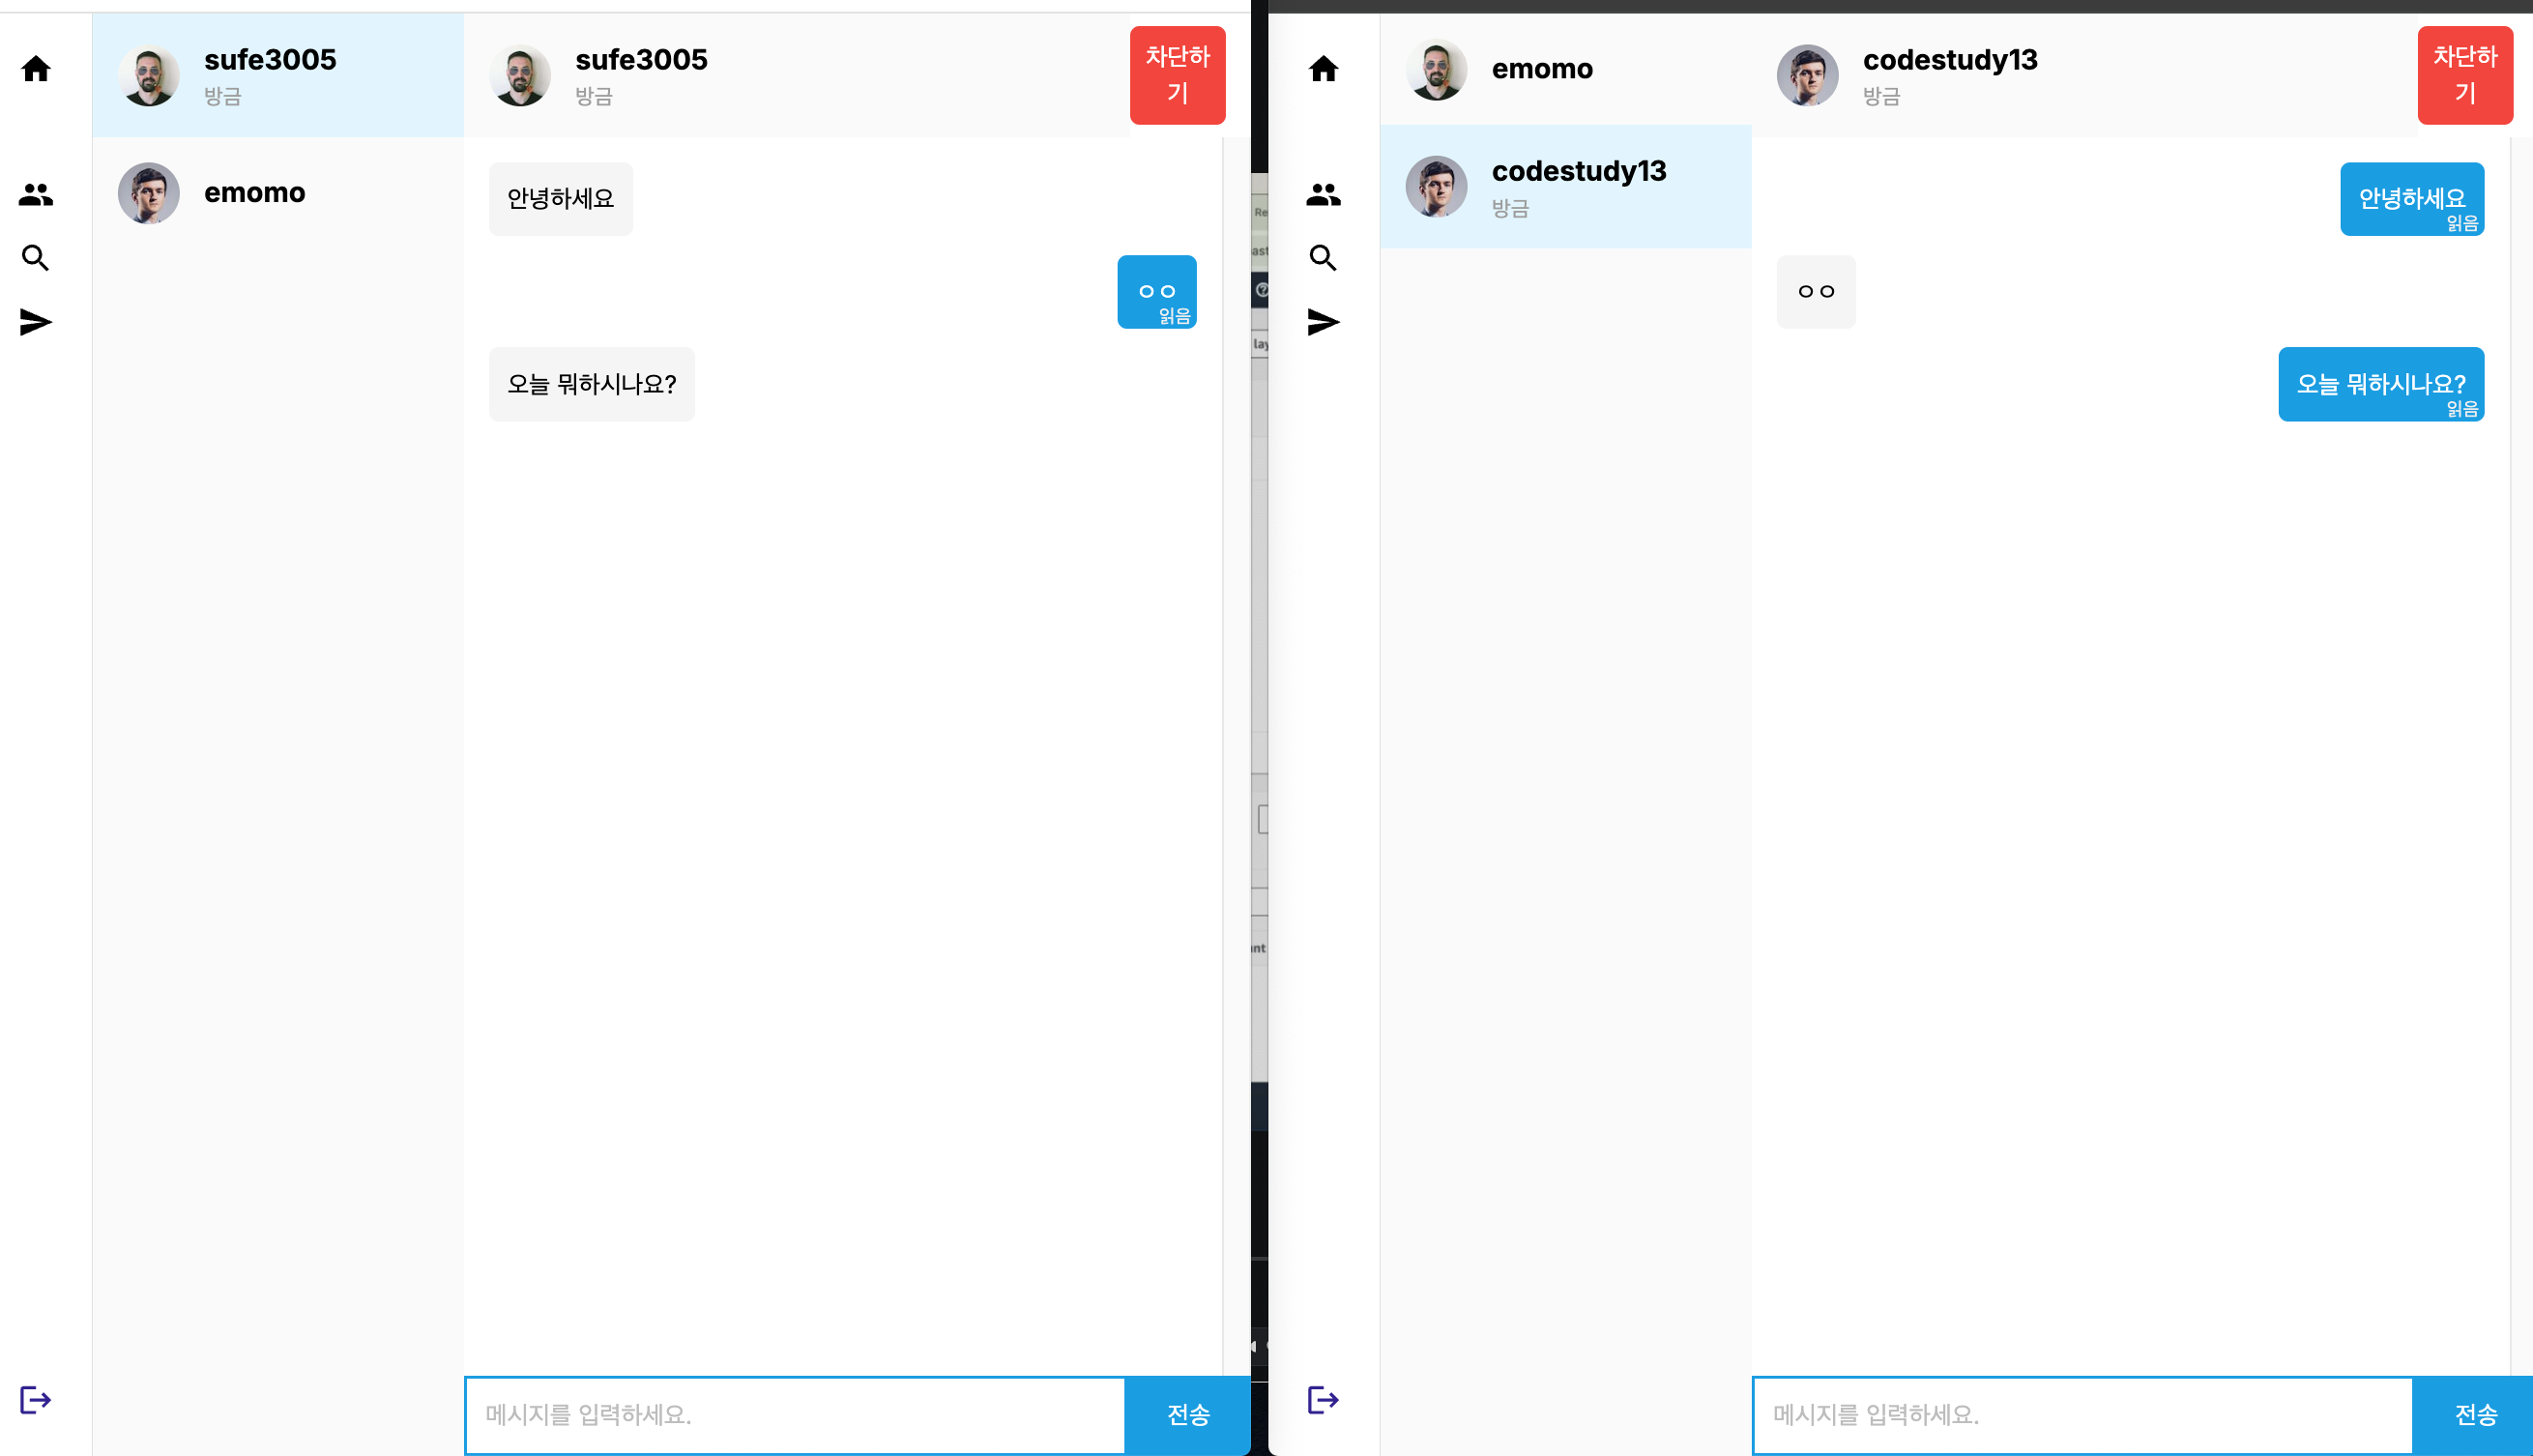 sufe3005
방금
emomo
sufe3005
방금
차단하
기
안녕하세요
ㅇㅇ
읽음
오늘 뭐하시나요?
메시지를 입력하세요.
전송
Re
ast
lay
nt
emomo
codestudy13
방금
codestudy13
방금
차단하
기
안녕하세요
읽음
ㅇㅇ
오늘 뭐하시나요?
읽음
메시지를 입력하세요.
전송